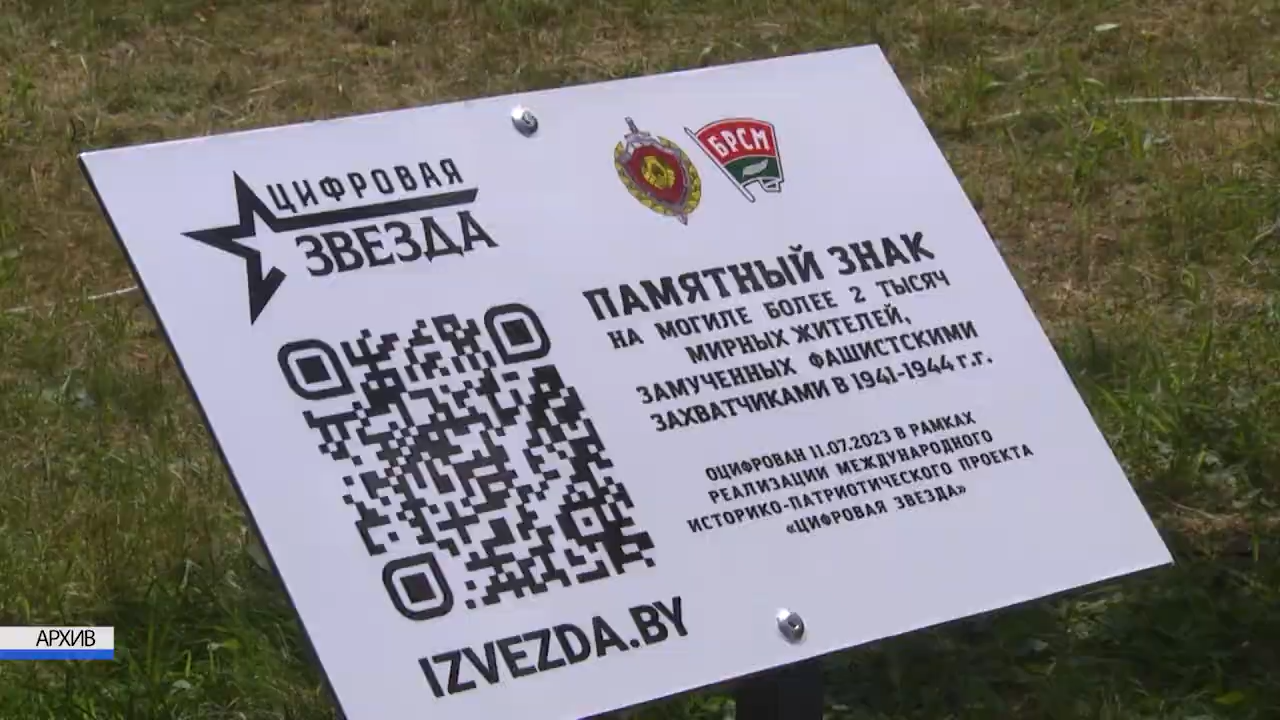 ЦИФРОВАЯ
ЗВЕЗДА
БРСМ
ПАМЯТНЫЙ ЗНАК
НА МОГИЛЕ БОЛЕЕ 2 ТЫСЯЧ
МИРНЫХ ЖИТЕЛЕЙ,
ЗАМУЧЕННЫХ ФАШИСТСКИМИ
ЗАХВАТЧИКАМИ В 1941-1944 г.г.
ОЦИФРОВАН 11.07.2023 В РАМКАХ
РЕАЛИЗАЦИИ МЕЖДУНАРОДНОГО
ИСТОРИКО-ПАТРИОТИЧЕСКОГО ПРОЕКТА
«ЦИФРОВАЯ ЗВЕЗДА»
IZVEZDA.BY
АРХИВ